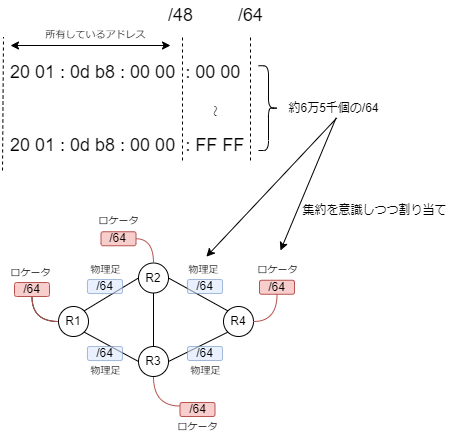 /48
/64
所有しているアドレス
20 01 : 0d b8 : 00 00 : 00 00
~
20 01 : 0d b8 : 00 00 : FF FF
約6万5千個の/64
集約を意識しつつ割り当て
ロケータ
/64
ロケータ
/64
物理足
/64
物理足
/64
ロケータ
/64
R1
R2
R3
R4
/64
物理足
/64
物理足
/64
ロケータ